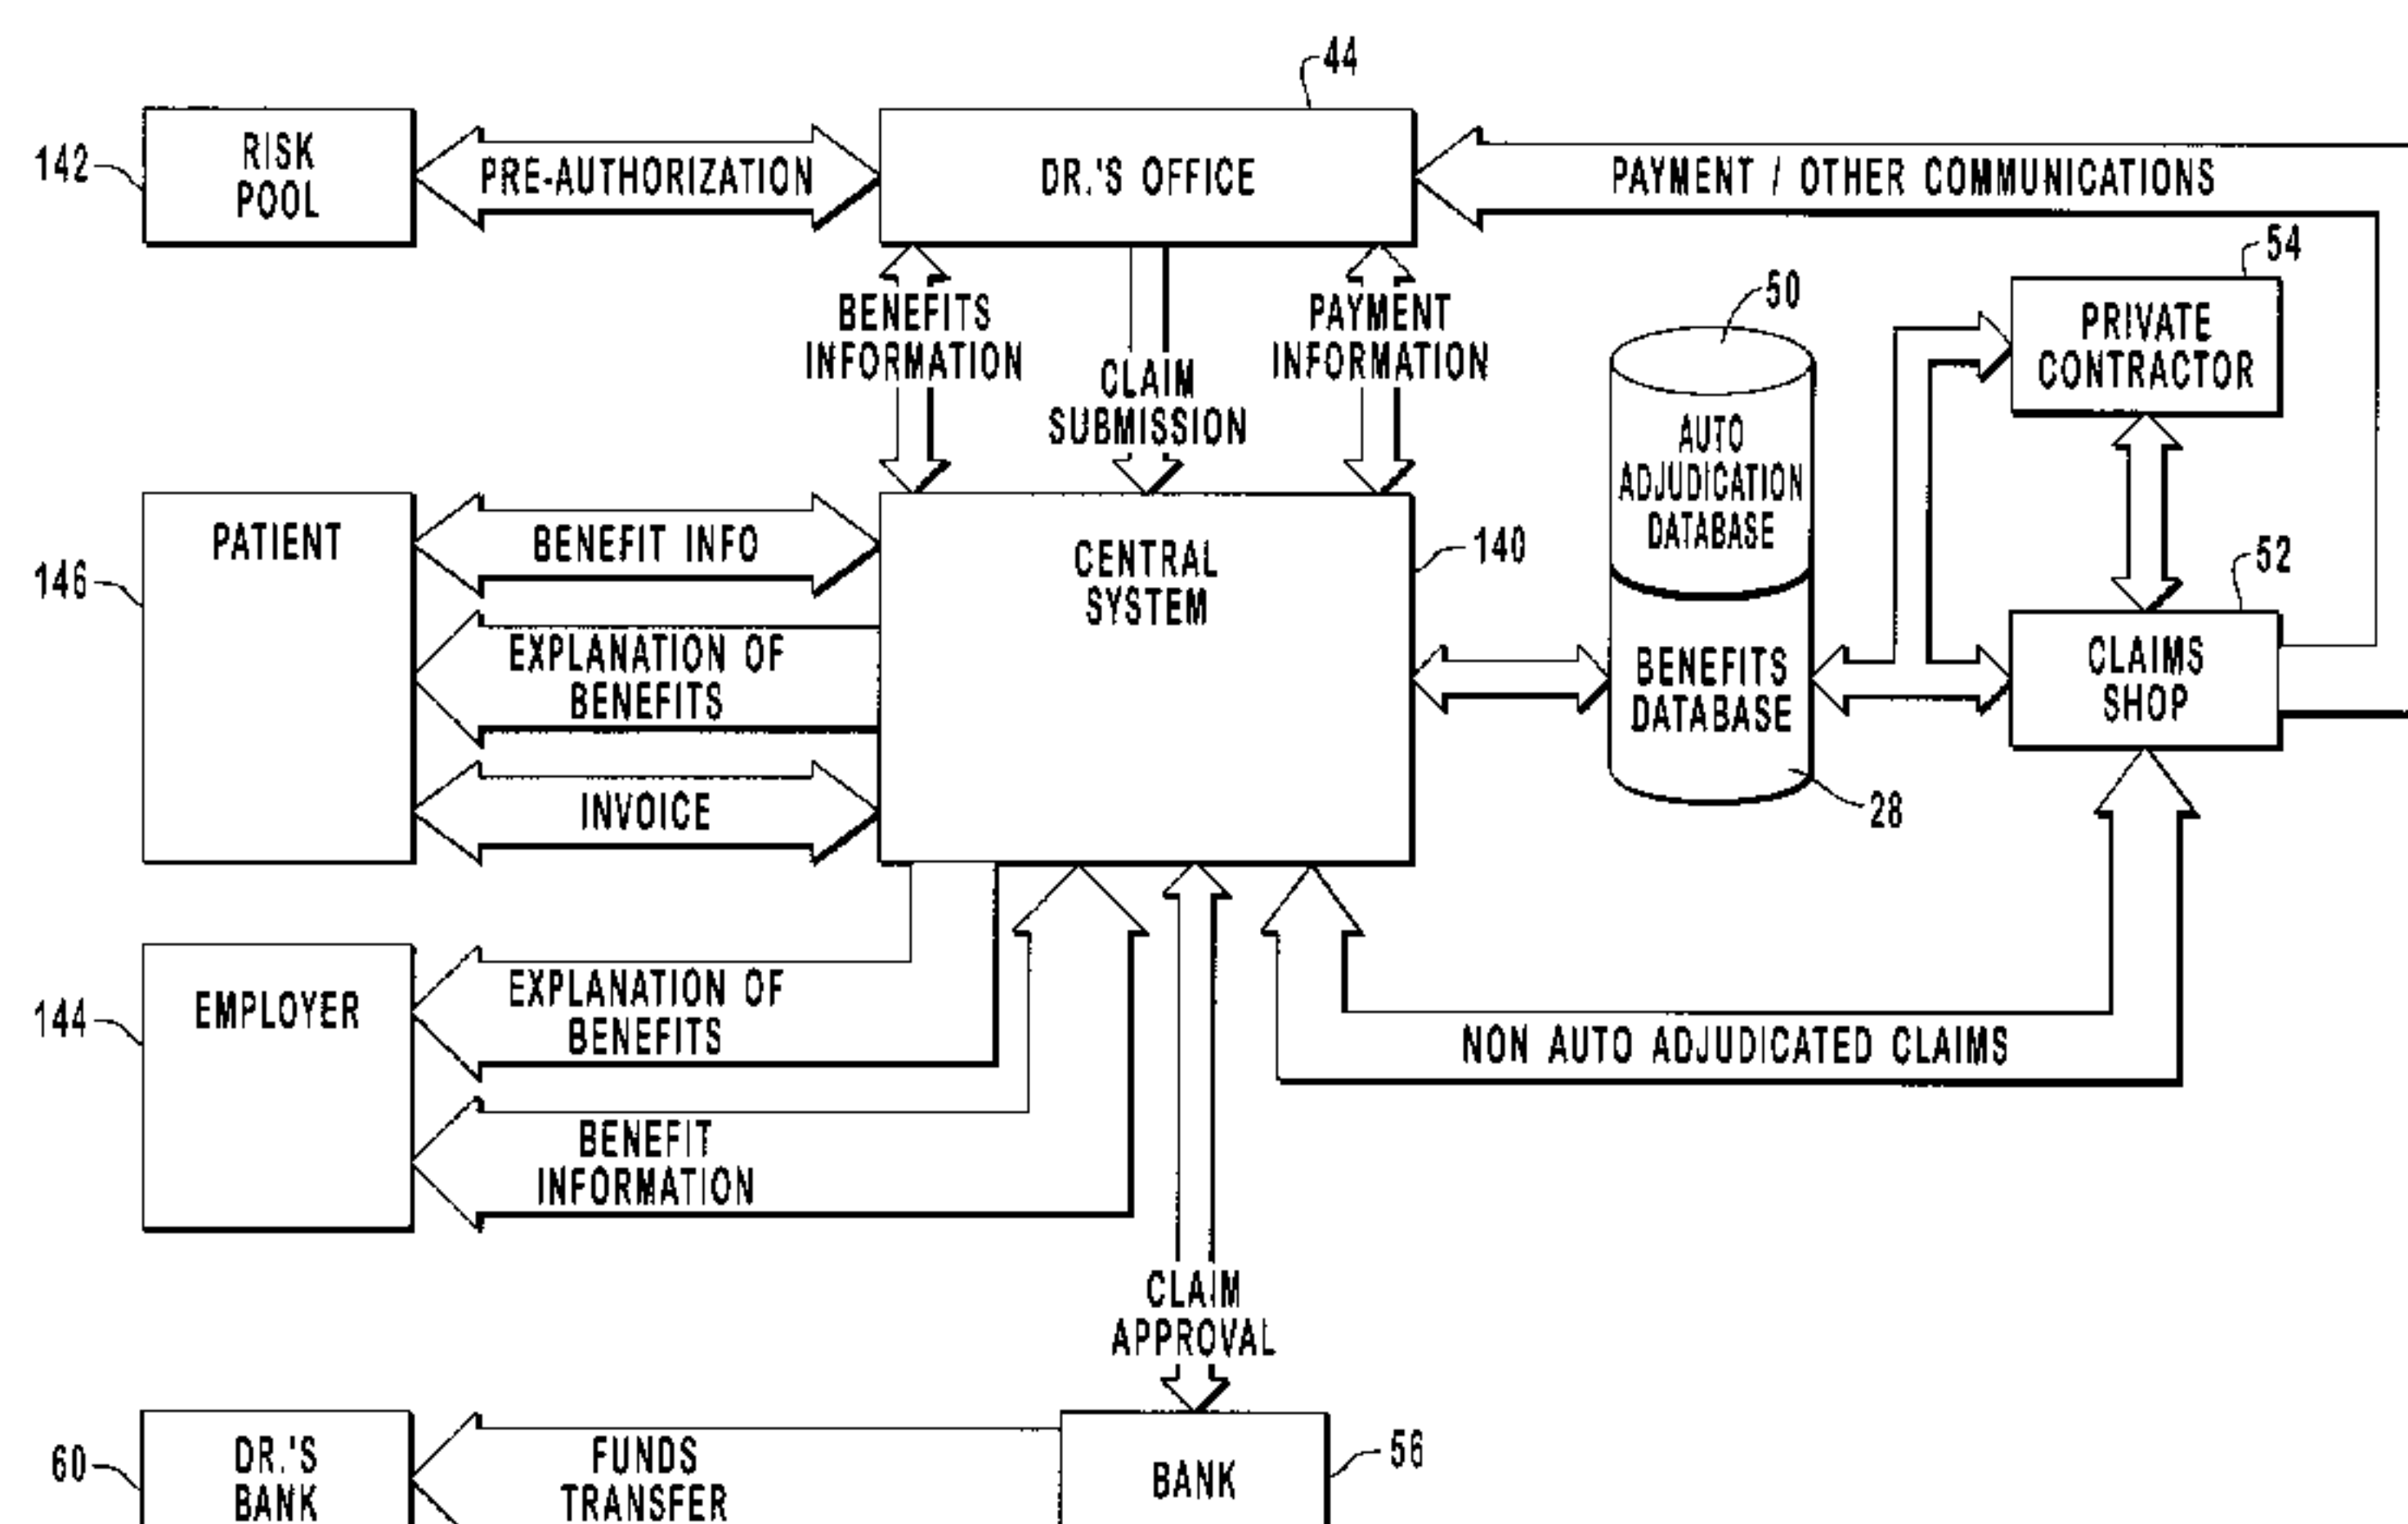 44
142
RISK
POOL
PRE-AUTHORIZATION
DR.'S OFFICE
PAYMENT / OTHER COMMUNICATIONS
54
BENEFITS
INFORMATION
CLAIM
SUBMISSION
PAYMENT
INFORMATION
50
PRIVATE
CONTRACTOR
AUTO
ADJUDICATION
DATABASE
146
PATIENT
BENEFIT INFO
CENTRAL
SYSTEM
140
52
EXPLANATION OF
BENEFITS
BENEFITS
DATABASE
CLAIMS
SHOP
INVOICE
28
144
EMPLOYER
EXPLANATION OF
BENEFITS
NON AUTO ADJUDICATED CLAIMS
BENEFIT
INFORMATION
CLAIM
APPROVAL
60
DR.'S
BANK
FUNDS
TRANSFER
BANK
56